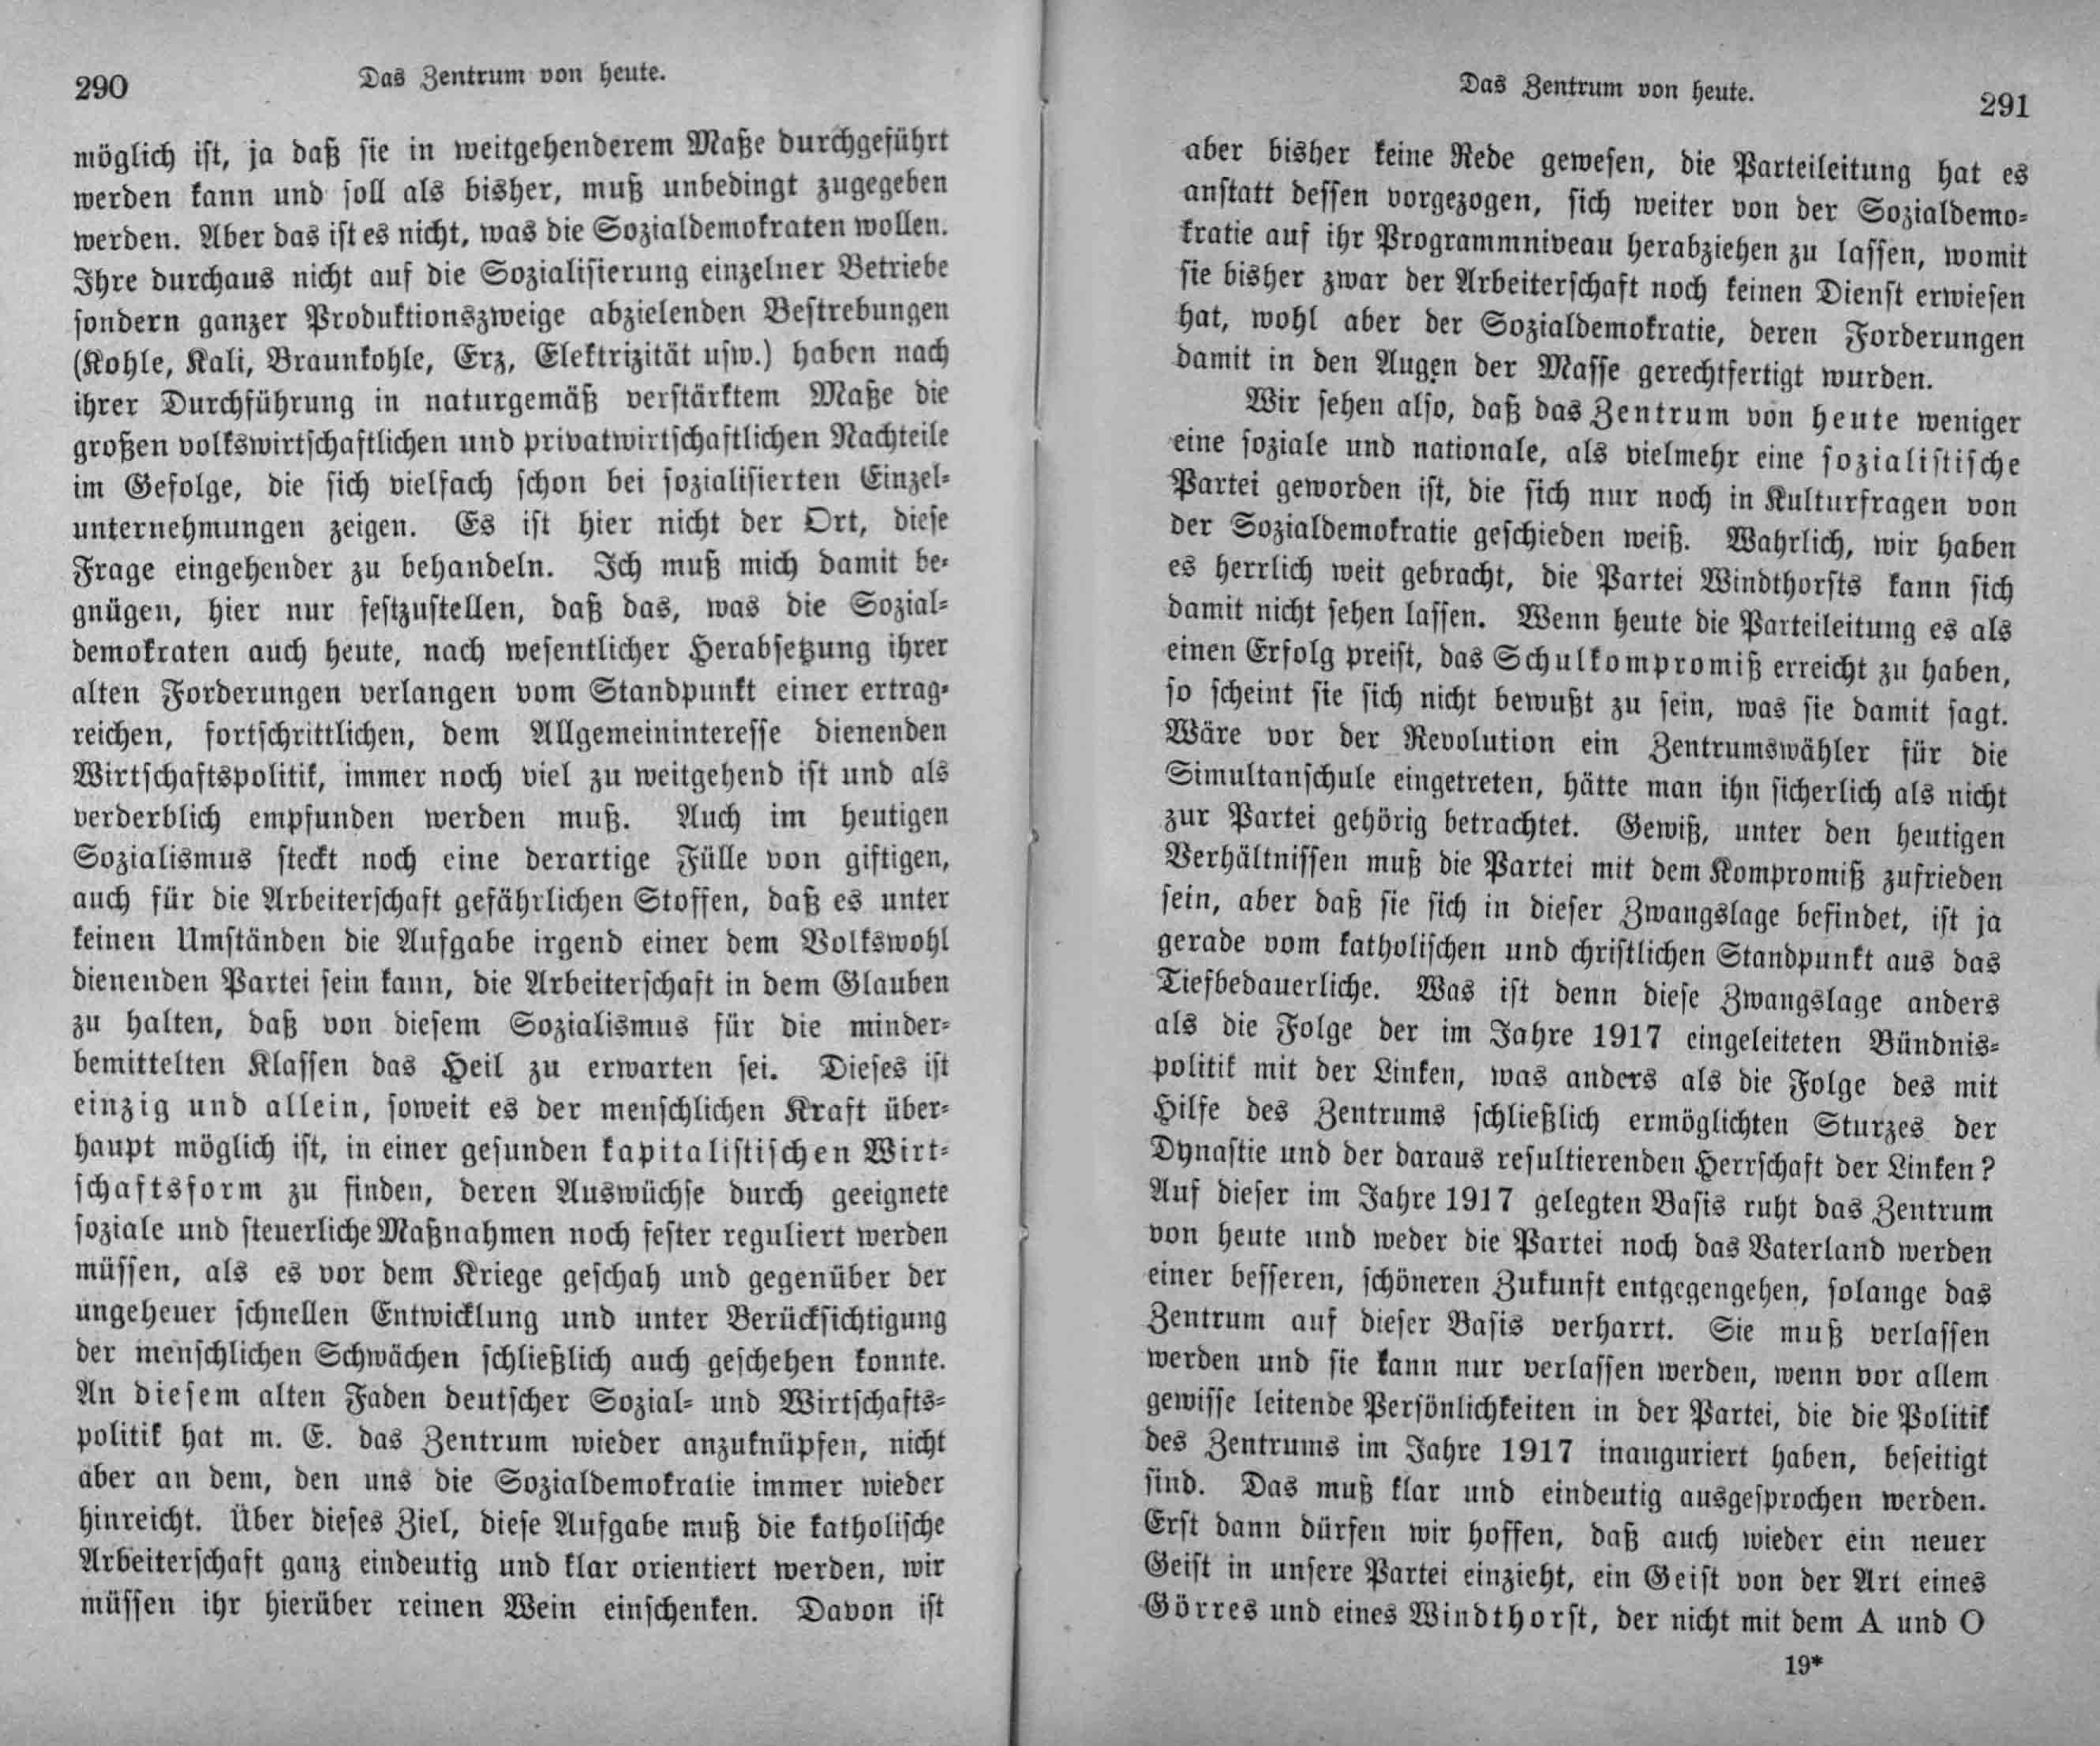 290
Das Zentrum von heute.
möglich ist, ja daß sie in weitgehenderem Maße durchgeführt
werden kann und soll als bisher, muß unbedingt zugegeben
werden. Aber das ist es nicht, was die Sozialdemokraten wollen.
Ihre durchaus nicht auf die Sozialisierung einzelner Betriebe
sondern ganzer Produktionszweige abzielenden Bestrebungen
(Kohle, Kali, Braunkohle, Erz, Elektrizität usw.) haben nach
ihrer Durchführung in naturgemäß verstärktem Maße die
großen volkswirtschaftlichen und privatwirtschaftlichen Nachteile
im Gefolge, die sich vielfach schon bei sozialisierten Einzel-
unternehmungen zeigen. Es ist hier nicht der Ort, diese
Frage eingehender zu behandeln. Ich muß mich damit be-
gnügen, hier nur festzustellen, daß das, was die Sozial-
demokraten auch heute, nach wesentlicher Herabsetzung ihrer
alten Forderungen verlangen vom Standpunkt einer ertrag-
reichen, fortschrittlichen, dem Allgemeininteresse dienenden
Wirtschaftspolitik, immer noch viel zu weitgehend ist und als
verderblich empfunden werden muß. Auch im heutigen
Sozialismus steckt noch eine derartige Fülle von giftigen,
auch für die Arbeiterschaft gefährlichen Stoffen, daß es unter
keinen Umständen die Aufgabe irgend einer dem Volkswohl
dienenden Partei sein kann, die Arbeiterschaft in dem Glauben
zu halten, daß von diesem Sozialismus für die minder-
bemittelten Klassen das Heil zu erwarten sei. Dieses ist
einzig und allein, soweit es der menschlichen Kraft über-
haupt möglich ist, in einer gesunden kapitalistischen Wirt-
schaftsform zu finden, deren Auswüchse durch geeignete
soziale und steuerliche Maßnahmen noch fester reguliert werden
müssen, als es vor dem Kriege geschah und gegenüber der
ungeheuer schnellen Entwicklung und unter Berücksichtigung
der menschlichen Schwächen schließlich auch geschehen konnte.
An diesem alten Faden deutscher Sozial- und Wirtschafts-
politik hat m. E. das Zentrum wieder anzuknüpfen, nicht
aber an dem, den uns die Sozialdemokratie immer wieder
hinreicht. Über dieses Ziel, diese Aufgabe muß die katholische
Arbeiterschaft ganz eindeutig und klar orientiert werden, wir
müssen ihr hierüber reinen Wein einschenken. Davon ist
Das Zentrum von heute.
291
aber bisher keine Rede gewesen, die Parteileitung hat es
anstatt dessen vorgezogen, sich weiter von der Sozialdemo-
kratie auf ihr Programmniveau herabziehen zu lassen, womit
sie bisher zwar der Arbeiterschaft noch keinen Dienst erwiesen
hat, wohl aber der Sozialdemokratie, deren Forderungen
damit in den Augen der Masse gerechtfertigt wurden.
Wir sehen also, daß das Zentrum von heute weniger
eine soziale und nationale, als vielmehr eine sozialistische
Partei geworden ist, die sich nur noch in Kulturfragen von
der Sozialdemokratie geschieden weiß. Wahrlich, wir haben
es herrlich weit gebracht, die Partei Windthorsts kann sich
damit nicht sehen lassen. Wenn heute die Parteileitung es als
einen Erfolg preist, das Schulkompromiß erreicht zu haben,
so scheint sie sich nicht bewußt zu sein, was sie damit sagt.
Wäre vor der Revolution ein Zentrumswähler für die
Simultanschule eingetreten, hätte man ihn sicherlich als nicht
zur Partei gehörig betrachtet. Gewiß, unter den heutigen
Verhältnissen muß die Partei mit dem Kompromiß zufrieden
sein, aber daß sie sich in dieser Zwangslage befindet, ist ja
gerade vom katholischen und christlichen Standpunkt aus das
Tiefbedauerliche. Was ist denn diese Zwangslage anders
als die Folge der im Jahre 1917 eingeleiteten Bündnis-
politik mit der Linken, was anders als die Folge des mit
Hilfe des Zentrums schließlich ermöglichten Sturzes der
Dynastie und der daraus resultierenden Herrschaft der Linken?
Auf dieser im Jahre 1917 gelegten Basis ruht das Zentrum
von heute und weder die Partei noch das Vaterland werden
einer besseren, schöneren Zukunft entgegengehen, solange das
Zentrum auf dieser Basis verharrt. Sie muß verlassen
werden und sie kann nur verlassen werden, wenn vor allem
gewisse leitende Persönlichkeiten in der Partei, die die Politik
des Zentrums im Jahre 1917 inauguriert haben, beseitigt
sind. Das muß klar und eindeutig ausgesprochen werden.
Erst dann dürfen wir hoffen, daß auch wieder ein neuer
Geist in unsere Partei einzieht, ein Geist von der Art eines
Görres und eines Windthorst, der nicht mit dem A und O
19*